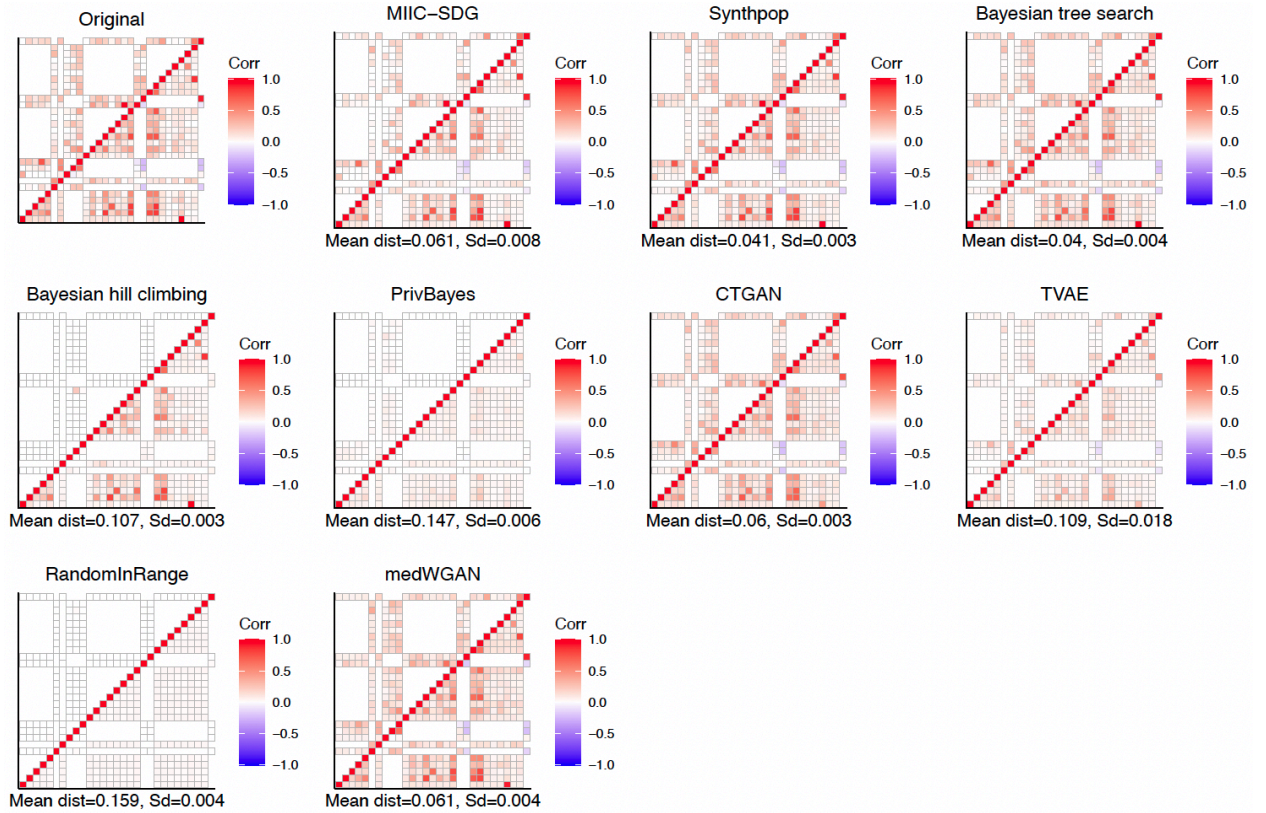 Original
MIIC−SDG
Synthpop
Bayesian tree search
Corr
1.0
0.5
0.0
−0.5
−1.0
Corr
1.0
0.5
0.0
−0.5
−1.0
Corr
1.0
0.5
0.0
−0.5
−1.0
Corr
1.0
0.5
0.0
−0.5
−1.0
Mean dist=0.061, Sd=0.008
Mean dist=0.041, Sd=0.003
Mean dist=0.04, Sd=0.004
Bayesian hill climbing
PrivBayes
CTGAN
TVAE
Corr
1.0
0.5
0.0
−0.5
−1.0
Corr
1.0
0.5
0.0
−0.5
−1.0
Corr
1.0
0.5
0.0
−0.5
−1.0
Corr
1.0
0.5
0.0
−0.5
−1.0
Mean dist=0.107, Sd=0.003
Mean dist=0.147, Sd=0.006
Mean dist=0.06, Sd=0.003
Mean dist=0.109, Sd=0.018
RandomInRange
medWGAN
Corr
1.0
0.5
0.0
−0.5
−1.0
Corr
1.0
0.5
0.0
−0.5
−1.0
Mean dist=0.159, Sd=0.004
Mean dist=0.061, Sd=0.004